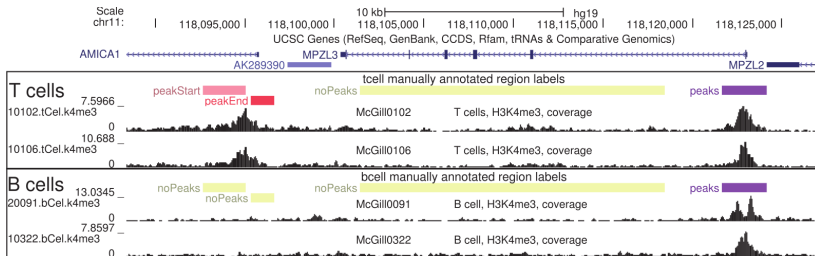 Scale 10 kb hg19
chr11: 118,095,000 118,100,000 118,105,000 118,110,000 118,115,000 118,120,000 118,125,000
UCSC Genes (RefSeq, GenBank, CCDS, Rfam, tRNAs & Comparative Genomics)
AMICA1 MPZL3
AK289390 MPZL2
tcell manually annotated region labels
T cells peakStart noPeaks peaks
peakEnd
7.5966
10102.tCel.k4me3 McGill0102 T cells, H3K4me3, coverage
0
10.688
10106.tCel.k4me3 McGill0106 T cells, H3K4me3, coverage
0
bcell manually annotated region labels
B cells noPeaks noPeaks peaks
noPeaks
13.0345
20091.bCel.k4me3 McGill0091 B cell, H3K4me3, coverage
0
7.8597
10322.bCel.k4me3 McGill0322 B cell, H3K4me3, coverage
0